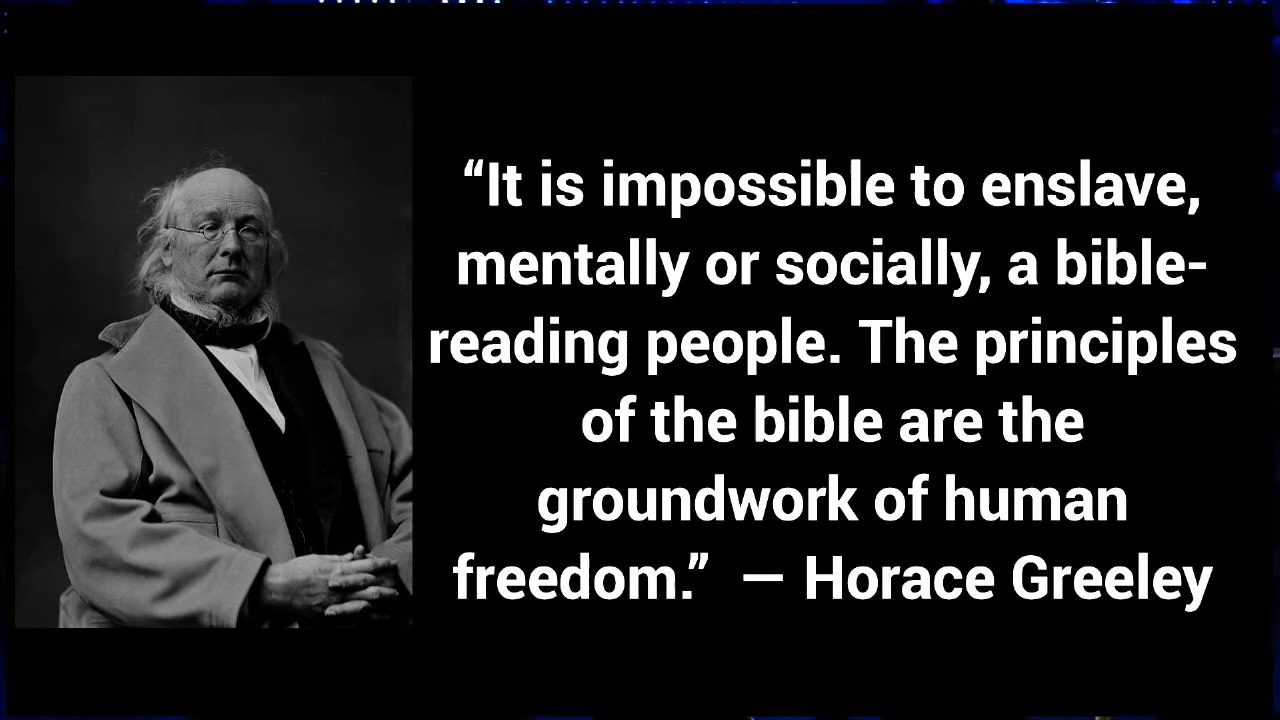 “It is impossible to enslave,
mentally or socially, a bible-
reading people. The principles
of the bible are the
groundwork of human
freedom.” — Horace Greeley